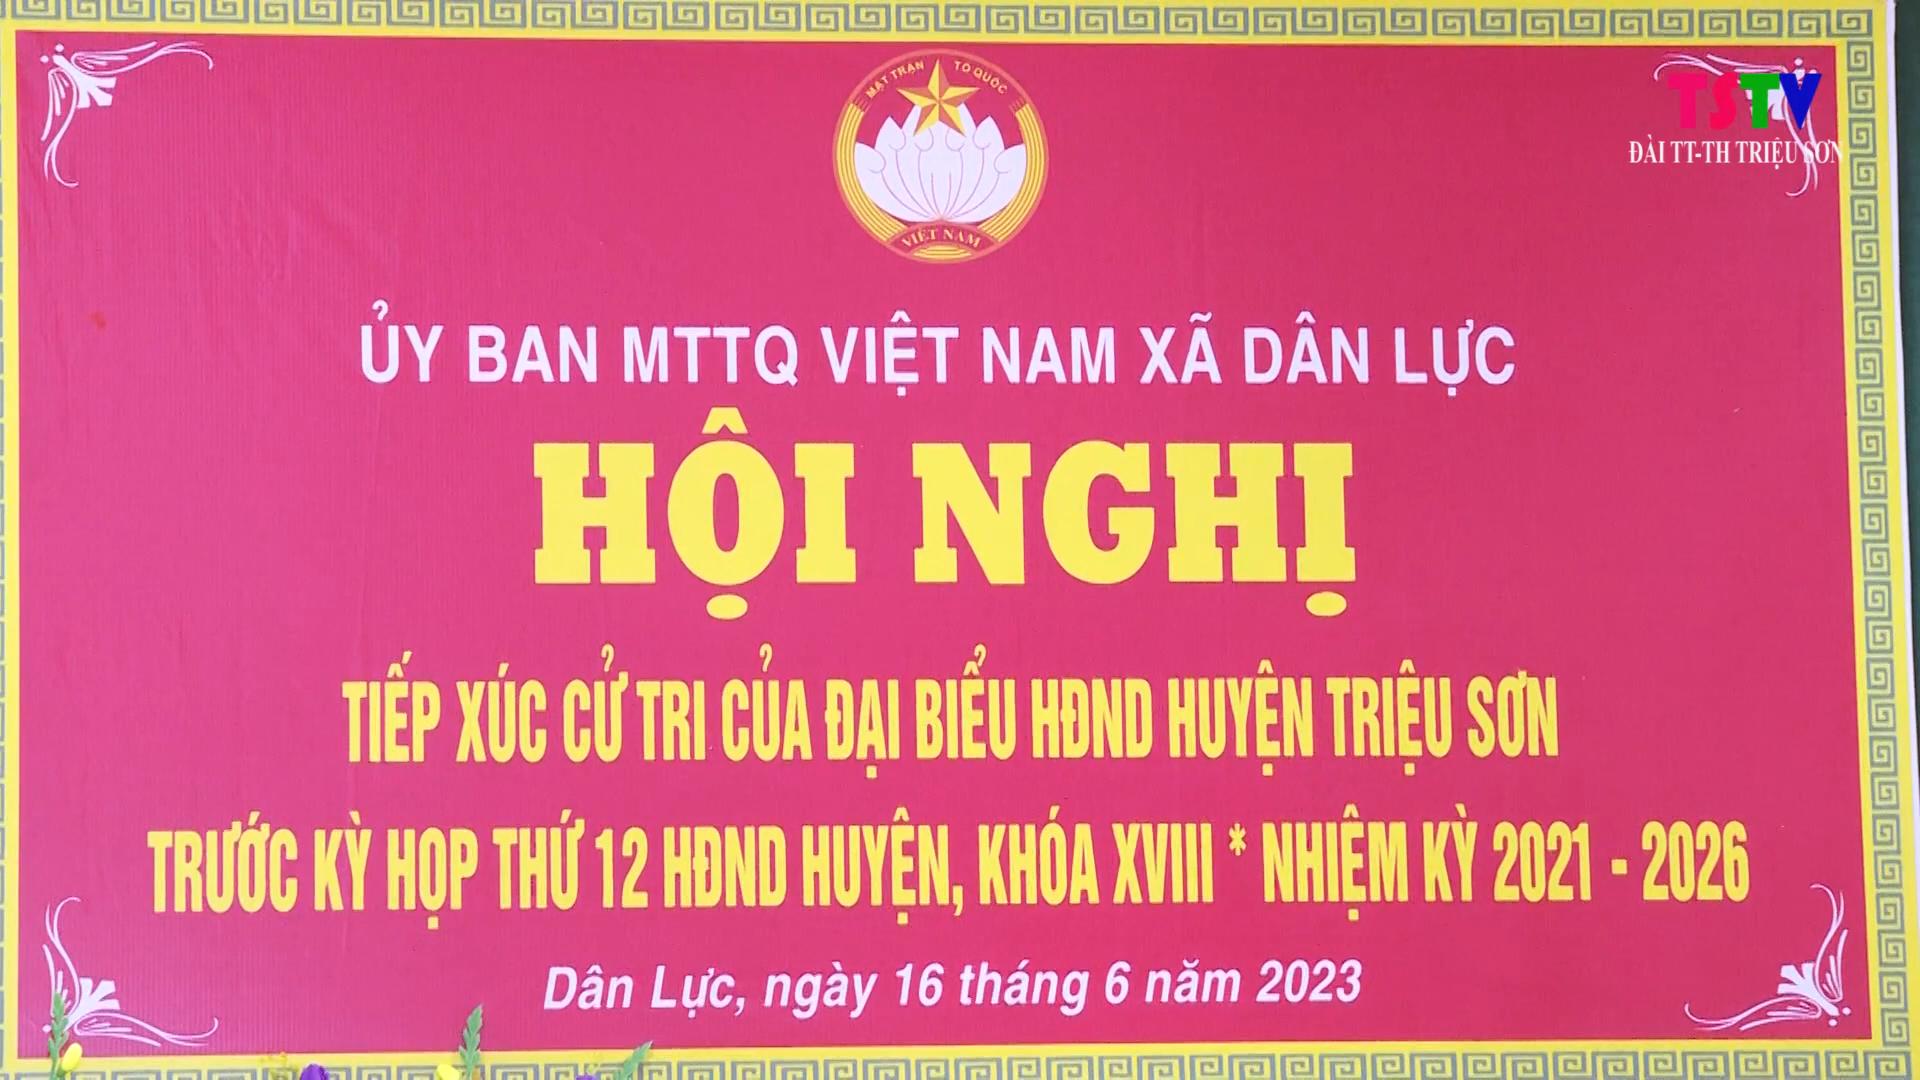 MẶT TRẬN TỔ QUỐC
VIỆT NAM
TSTV
ĐÀI TT-TH TRIỆU SƠN
ỦY BAN MTTQ VIỆT NAM XÃ DÂN LỰC
HỘI NGHỊ
TIẾP XÚC CỬ TRI CỦA ĐẠI BIỂU HĐND HUYỆN TRIỆU SƠN
TRƯỚC KỲ HỌP THỨ 12 HĐND HUYỆN, KHÓA XVIII * NHIỆM KỲ 2021 - 2026
Dân Lực, ngày 16 tháng 6 năm 2023